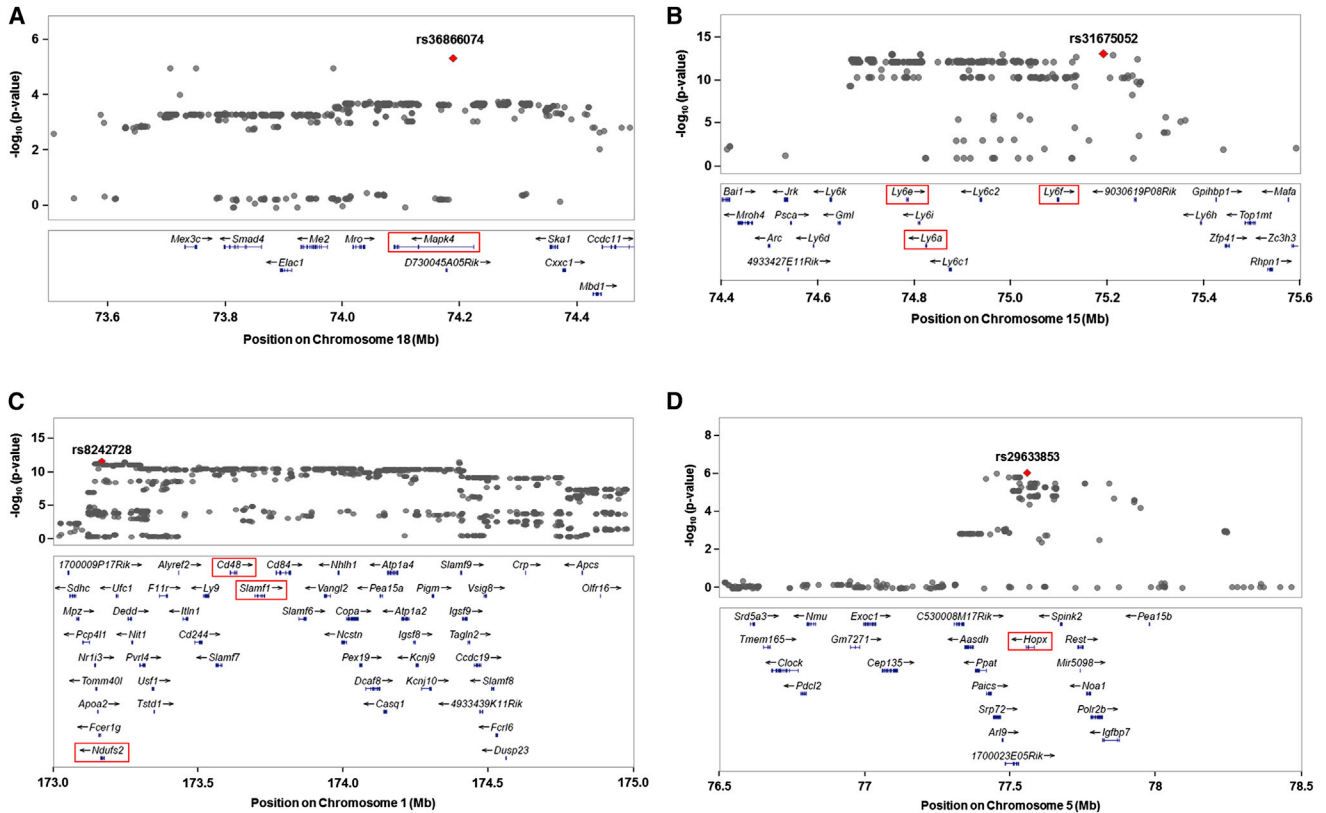 A
rs36866074
6
4
2
0
-log10 (p-value)
Mex3c→ ←Smad4 ←Me2 Mro→ ←Mapk4 ←Ska1 Ccdc11→
←Elac1 D730045A05Rik→ Cxxc1→
Mbd1→
73.6 73.8 74.0 74.2 74.4
Position on Chromosome 18 (Mb)
B
rs31675052
15
10
5
0
-log10 (p-value)
Bai1→ ←Jrk ←Ly6k Ly6e→ ←Ly6c2 Ly6f→ ←9030619P08Rik Gpihbp1→ ←Mafa
←Mroh4 Psca→ ←Gml ←Ly6i ←Ly6h ←Top1mt
←Arc ←Ly6d ←Ly6a Zfp41→ ←Zc3h3
4933427E11Rik→ ←Ly6c1 Rhpn1→
74.4 74.6 74.8 75.0 75.2 75.4 75.6
Position on Chromosome 15 (Mb)
C
rs8242728
15
10
5
0
-log10 (p-value)
1700009P17Rik→ Alyref2→ ←Cd48 Cd84→ ←Nhlh1 ←Atp1a4 Slamf9→ Crp→ Apcs→
←Sdhc ←Ufc1 F11r→ ←Ly9 Slamf1→ ←Vangl2 ←Pea15a Pigm→ Vsig8→ Olfr16→
Mpz→ Dedd→ ←Itln1 Slamf6→ Copa→ ←Atp1a2 Igsf9→
←Pcp4l1 ←Nit1 Cd244→ ←Ncstn Igsf8→ Tagln2→
Nr1i3→ Pvrl4→ ←Slamf7 Pex19→ ←Kcnj9 Ccdc19→
←Tomm40l Usf1→ Dcaf8→ Kcnj10→ ←Slamf8
Apoa2→ Tstd1→ ←Casq1 ←4933439K11Rik
←Fcer1g ←Fcrl6
←Ndufs2 ←Dusp23
173.0 173.5 174.0 174.5 175.0
Position on Chromosome 1 (Mb)
D
rs29633853
8
6
4
2
0
-log10 (p-value)
Srd5a3→ ←Nmu Exoc1→ C530008M17Rik→ ←Spink2 ←Pea15b
Tmem165→ Gm7271→ ←Aasdh ←Hopx Rest→
←Clock Cep135→ ←Ppat Mir5098→
←Pdcl2 Paics→ ←Noa1
Srp72→ Polr2b→
Arl9→ ←Igfbp7
1700023E05Rik→
76.5 77 77.5 78 78.5
Position on Chromosome 5 (Mb)